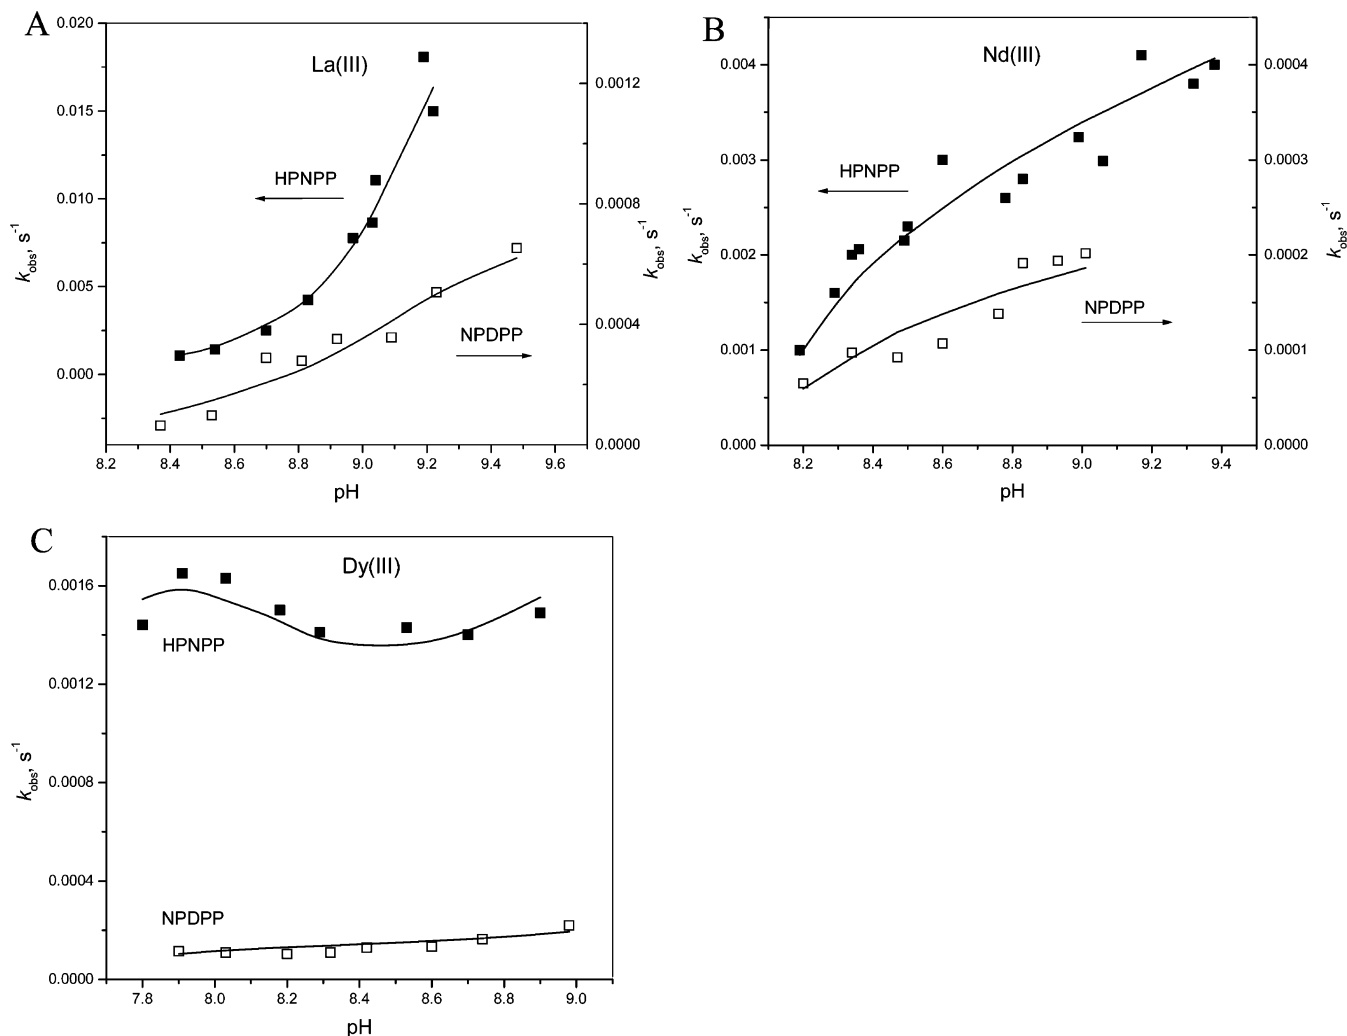 A
La(III)
0.020
0.015
0.010
0.005
0.000
kobs, s-1
HPNPP
NPDPP
0.0012
0.0008
0.0004
0.0000
kobs, s-1
8.2 8.4 8.6 8.8 9.0 9.2 9.4 9.6
pH
B
Nd(III)
0.004
0.003
0.002
0.001
0.000
kobs, s-1
HPNPP
NPDPP
0.0004
0.0003
0.0002
0.0001
0.0000
kobs, s-1
8.2 8.4 8.6 8.8 9.0 9.2 9.4
pH
C
Dy(III)
0.0016
0.0012
0.0008
0.0004
0.0000
kobs, s-1
HPNPP
NPDPP
7.8 8.0 8.2 8.4 8.6 8.8 9.0
pH